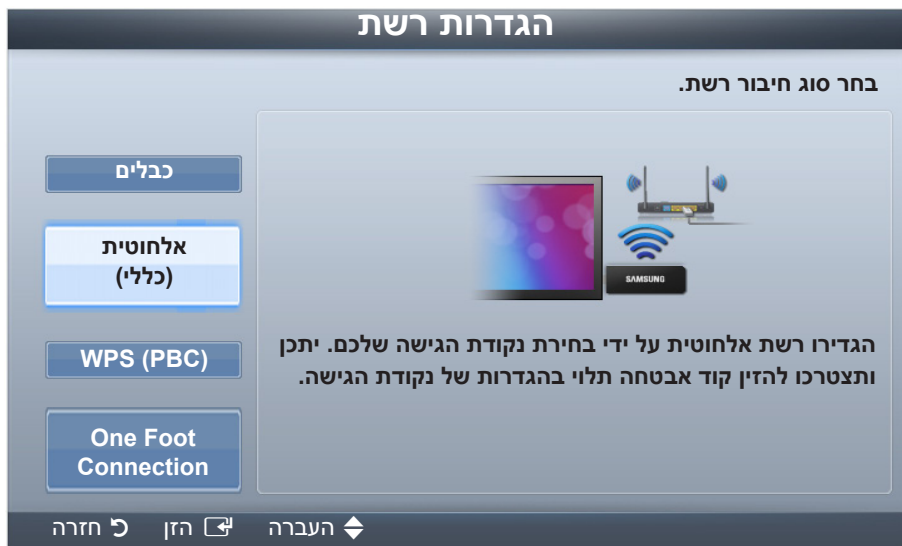 הגדרות רשת
בחר סוג חיבור רשת.
כבלים
אלחוטית
(כללי)
WPS (PBC)
One Foot
Connection
SAMSUNG
הגדירו רשת אלחוטית על ידי בחירת נקודת הגישה שלכם. יתכן
ותצטרכו להזין קוד אבטחה תלוי בהגדרות של נקודת הגישה.
העברה הזן חזרה